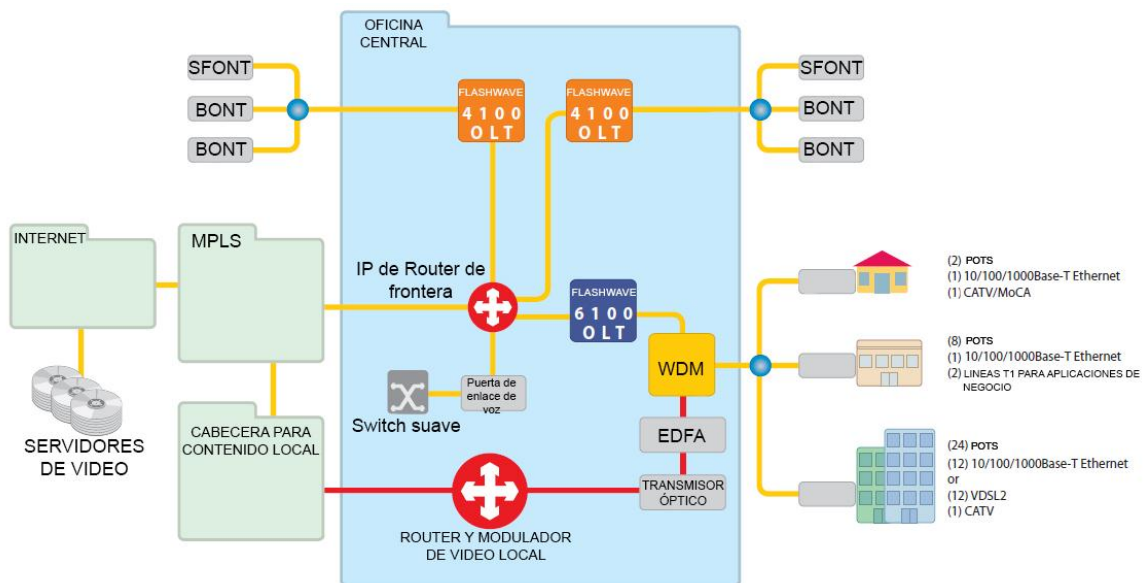 OFICINA
CENTRAL
SFONT
BONT
BONT
FLASHWAVE
4100
OLT
FLASHWAVE
4100
OLT
SFONT
BONT
BONT
INTERNET
MPLS
IP de Router de
frontera
FLASHWAVE
6100
OLT
WDM
(2) POTS
(1) 10/100/1000Base-T Ethernet
(1) CATV/MoCA
(8) POTS
(1) 10/100/1000Base-T Ethernet
(2) LINEAS T1 PARA APLICACIONES DE
NEGOCIO
SERVIDORES
DE VIDEO
CABECERA PARA
CONTENIDO LOCAL
Switch suave
Puerta de
enlace de
voz
EDFA
TRANSMISOR
ÓPTICO
ROUTER Y MODULADOR
DE VIDEO LOCAL
(24) POTS
(12) 10/100/1000Base-T Ethernet
or
(12) VDSL2
(1) CATV